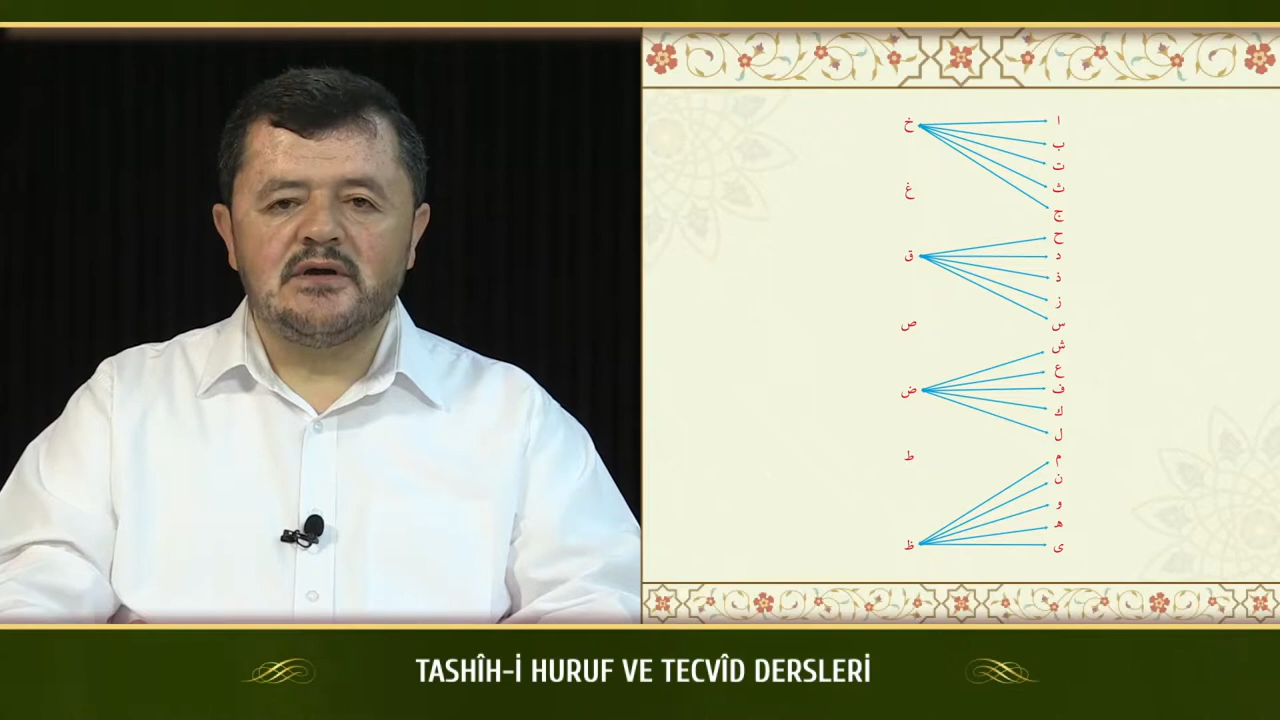 خ
غ
ق
ص
ض
ط
ظ
ا
ب
ت
ث
ج
ح
د
ذ
ز
س
ش
ع
ف
ك
ل
م
ن
و
ه
ى
TASHÎH-İ HURUF VE TECVÎD DERSLERİ